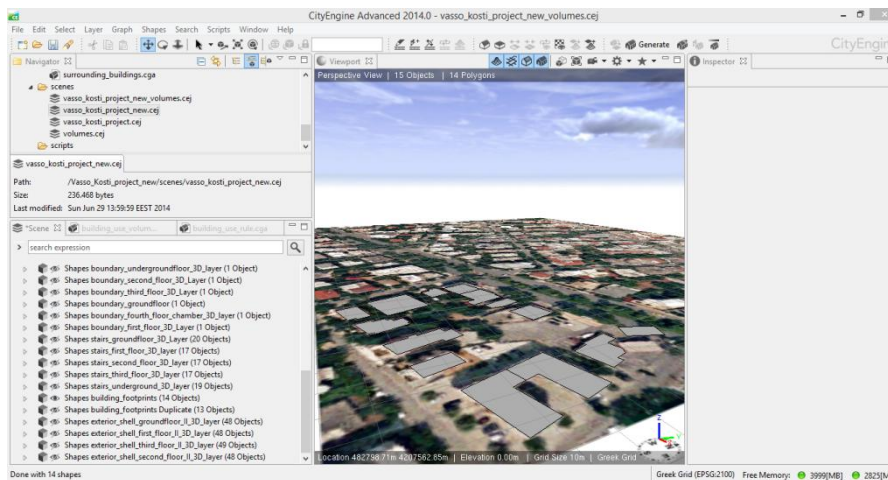 CityEngine Advanced 2014.0 - vasso_kosti_project_new_volumes.cej
File Edit Select Layer Graph Shapes Search Scripts Window Help
Generate
CityEngin
Navigator
Viewport
Inspector
surrounding_buildings.cga
Perspective View | 15 Objects | 14 Polygons
scenes
vasso_kosti_project_new_volumes.cej
vasso_kosti_project_new.cej
vasso_kosti_project.cej
volumes.cej
scripts
vasso_kosti_project_new.cej
Path: /Vasso_Kosti_project_new/scenes/vasso_kosti_project_new.cej
Size: 236.468 bytes
Last modified: Sun Jun 29 13:59:59 EEST 2014
*Scene building_use_volum... building_use_rule.cga
search expression
Shapes boundary_undergroundfloor_3D_layer (1 Object)
Shapes boundary_second_floor_3D_layer (1 Object)
Shapes boundary_third_floor_3D_layer (1 Object)
Shapes boundary_groundfloor (1 Object)
Shapes boundary_fourth_floor_chamber_3D_layer (1 Object)
Shapes boundary_first_floor_3D_Layer (1 Object)
Shapes stairs_groundfloor_3D_La yer (20 Objects)
Shapes stairs_first_floor_3D_layer (17 Objects)
Shapes stairs_second_floor_3D_layer (17 Objects)
Shapes stairs_third_floor_3D_layer (17 Objects)
Shapes stairs_underground_3D_layer (19 Objects)
Shapes building_footprints (14 Objects)
Shapes building_footprints Duplicate (13 Objects)
Shapes exterior_shell_groundfloor_II_3D_layer (48 Objects)
Shapes exterior_shell_first_floor_II_3D_layer (48 Objects)
Shapes exterior_shell_third_floor_II_3D_layer (49 Objects)
Shapes exterior_shell_second_floor_II_3D_layer (48 Objects)
Location 482798.71m 4207562.85m | Elevation 0.00m | Grid Size 10m | Greek Grid
Done with 14 shapes
Greek Grid (EPSG:2100) Free Memory: 3999[MB] 2825[M